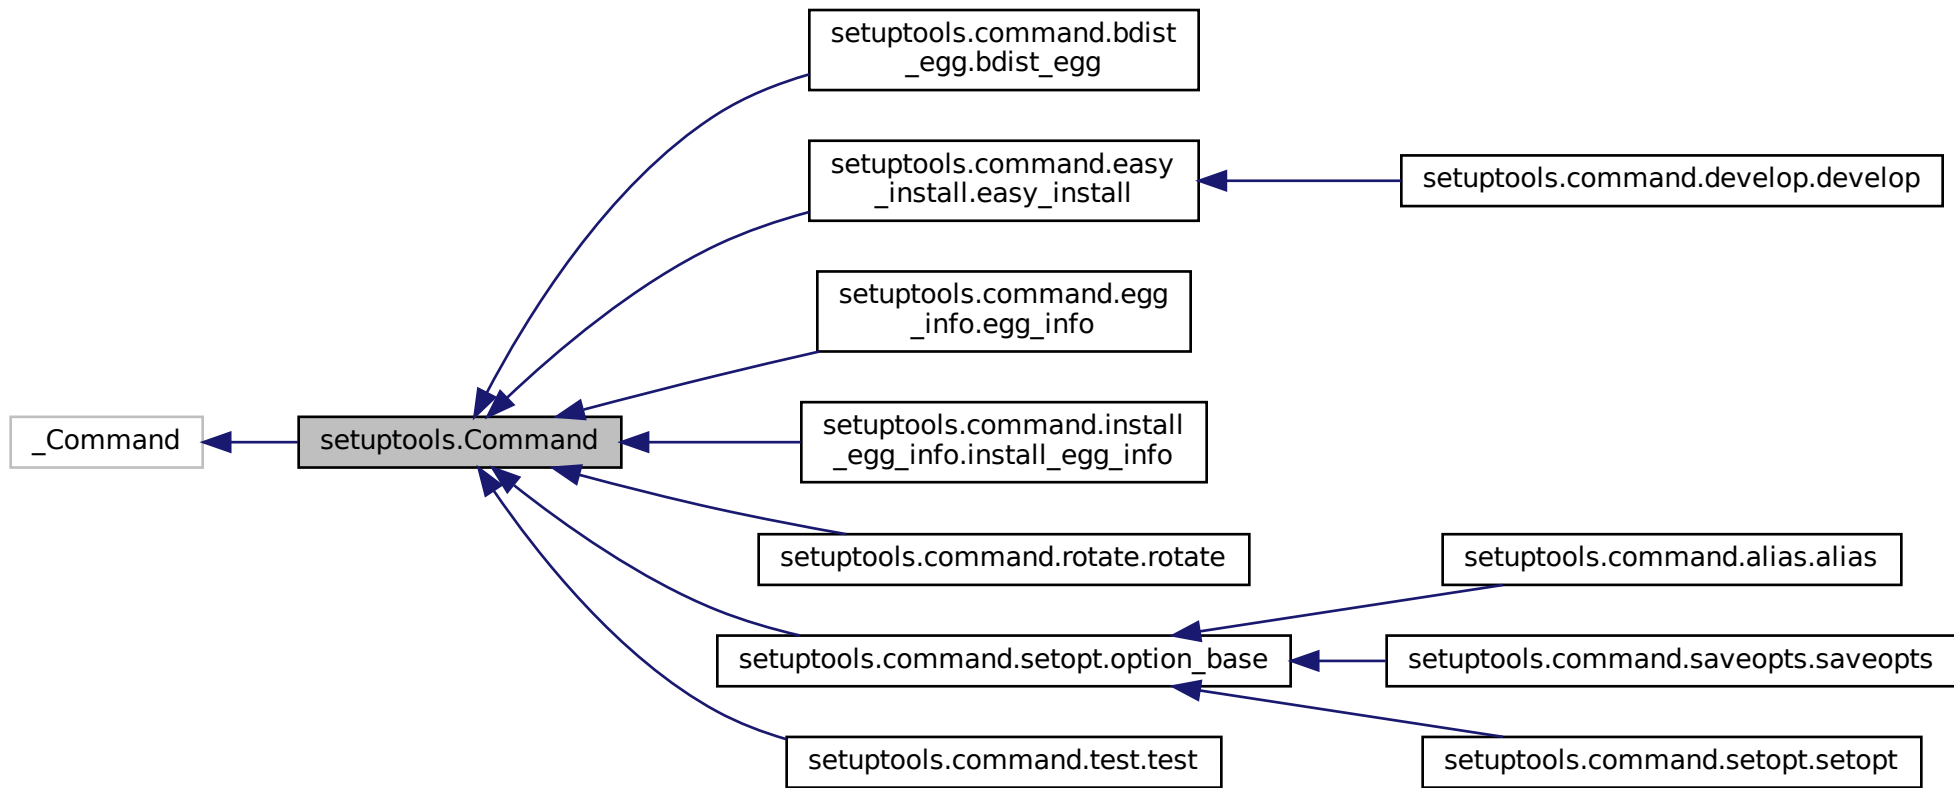 setuptools.command.bdist
_egg.bdist_egg
setuptools.command.easy
_install.easy_install
setuptools.command.develop.develop
setuptools.command.egg
_info.egg_info
_Command
setuptools.Command
setuptools.command.install
_egg_info.install_egg_info
setuptools.command.rotate.rotate
setuptools.command.alias.alias
setuptools.command.setopt.option_base
setuptools.command.saveopts.saveopts
setuptools.command.test.test
setuptools.command.setopt.setopt